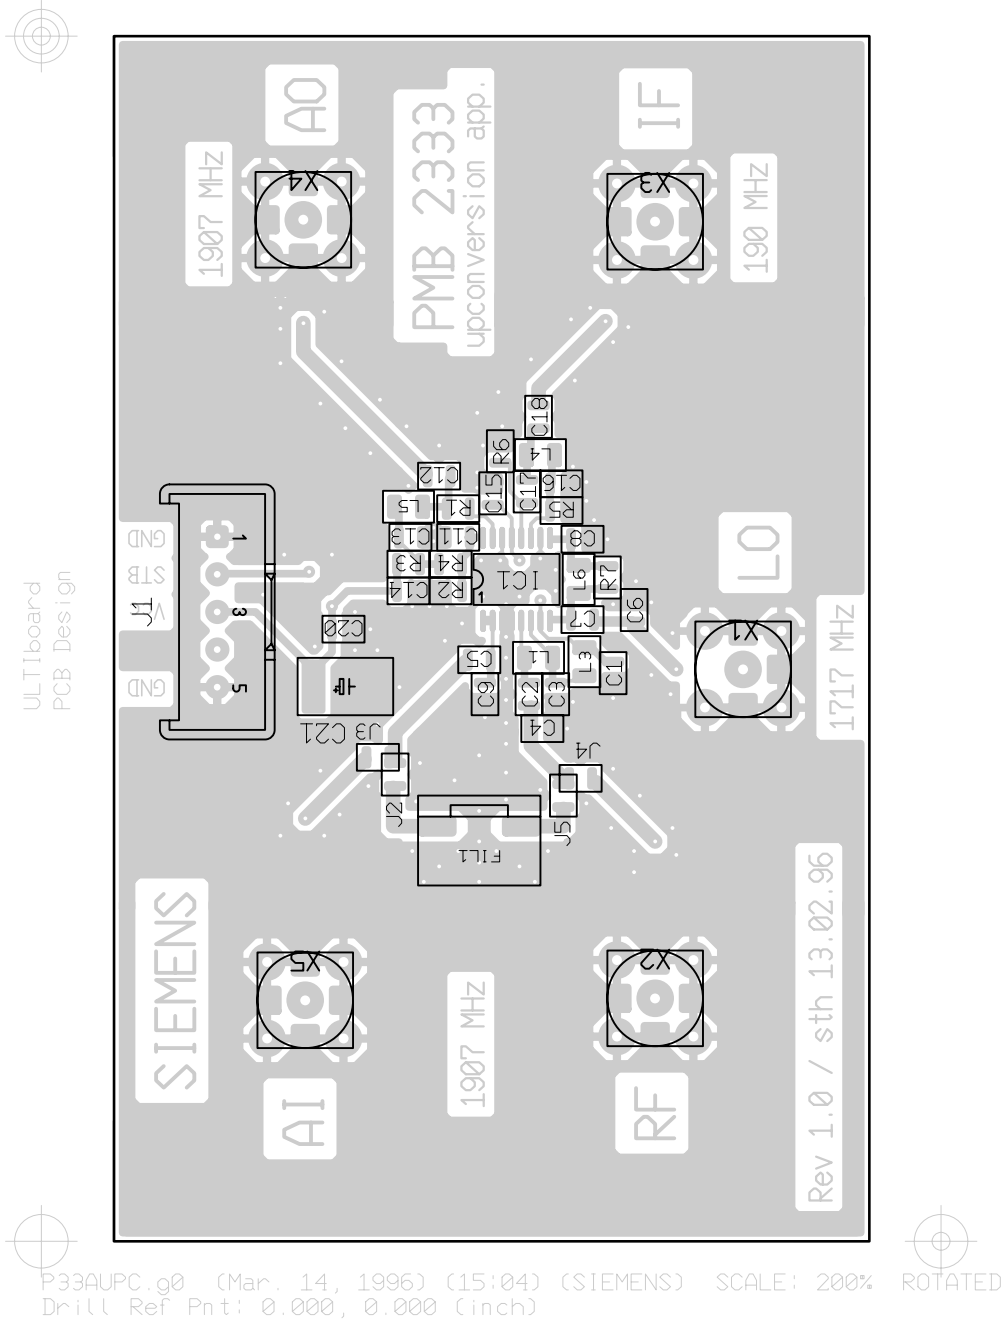 AO
IF
X4
X3
1907 MHz
PMB 2333
upconversion app.
190 MHz
C18
R6
L4
C12
C15
C17
C16
L5
R1
R5
GND
1
C13
C11
C8
R3
R4
STB
IC1
L6
R7
LO
C14
R2
1
ULTIboard
PCB Design
J1
V
3
C6
C7
C20
X1
C5
L1
L3
C1
GND
5
C9
C2
C3
1717 MHz
C21
J3
C4
J4
J2
J5
FIL1
SIEMENS
X5
X2
1907 MHz
Rev 1.0 / sth 13.02.96
AI
RF
P33AUPC.g0 (Mar. 14, 1996) (15:04) (SIEMENS) SCALE: 200% ROTATED
Drill Ref Pnt: 0.000, 0.000 (inch)